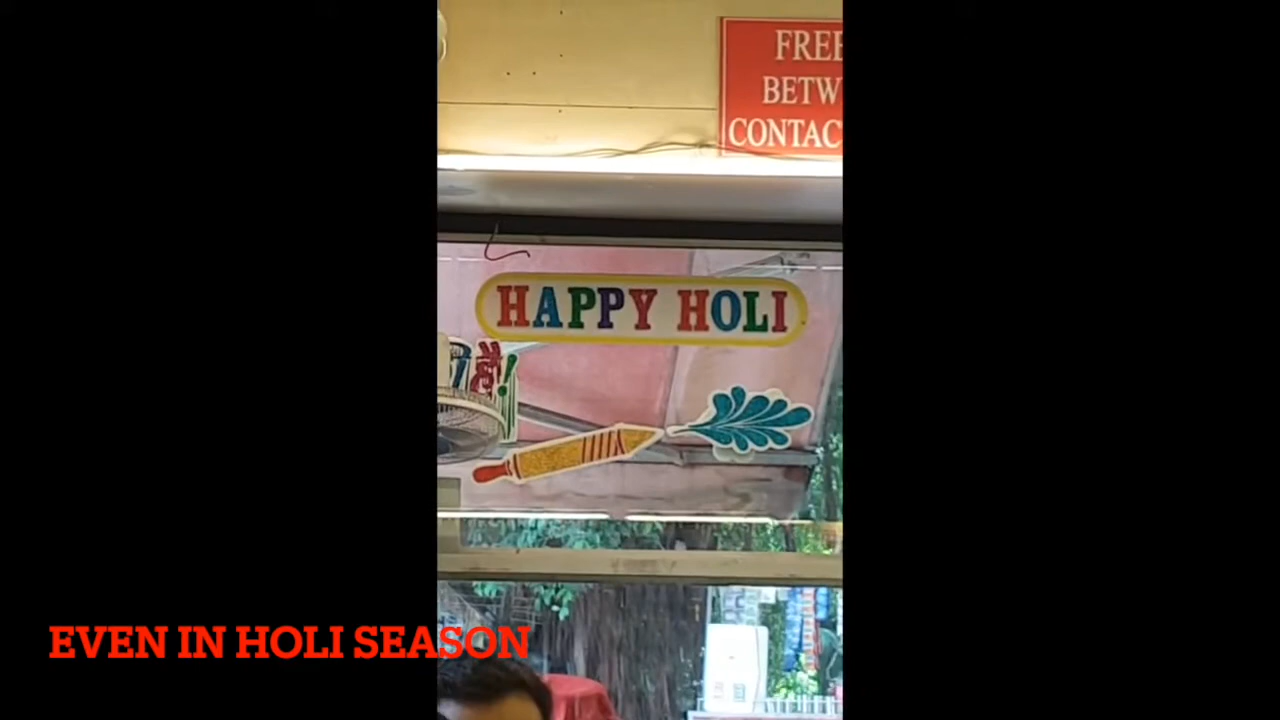 FREE
BETW
CONTAC
HAPPY HOLI
EVEN IN HOLI SEASON